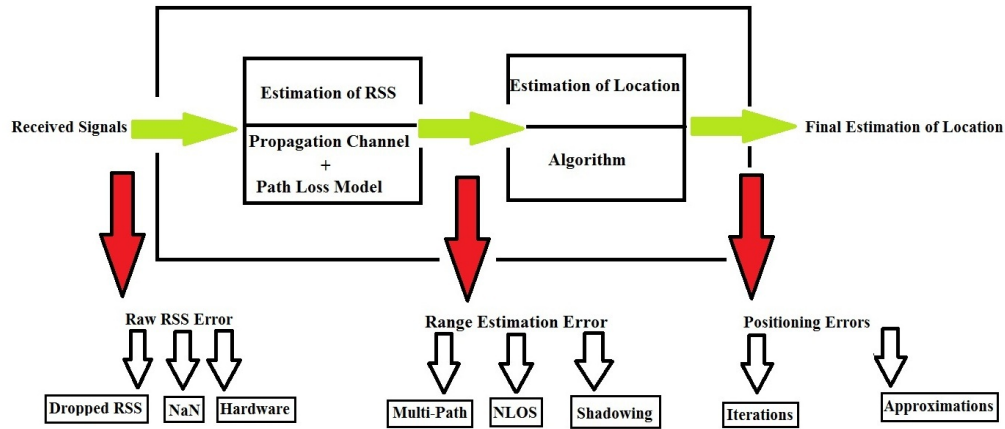 Received Signals
Estimation of RSS
Propagation Channel
+
Path Loss Model
Estimation of Location
Algorithm
Final Estimation of Location
Raw RSS Error
Range Estimation Error
Positioning Errors
Dropped RSS
NaN
Hardware
Multi-Path
NLOS
Shadowing
Iterations
Approximations